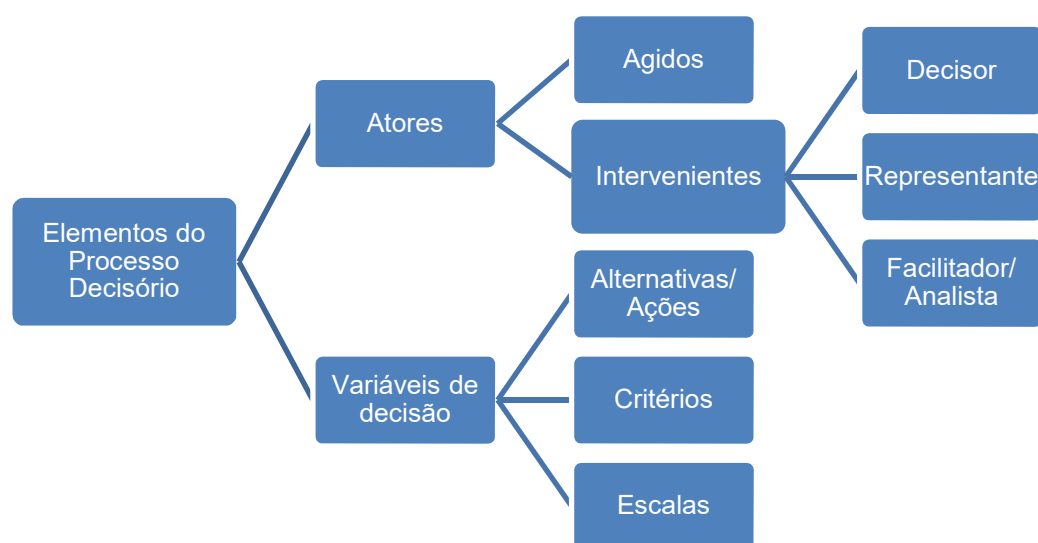 Elementos do
Processo
Decisório
Atores
Agidos
Intervenientes
Decisor
Representante
Facilitador/
Analista
Variáveis de
decisão
Alternativas/
Ações
Critérios
Escalas